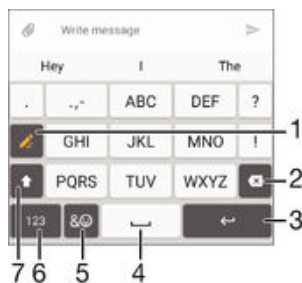 Write message
Hey I The
. .,- ABC DEF ?
GHI JKL MNO ! 1
PQRS TUV WXYZ 2
123 &☺ 3
7 6 5 4